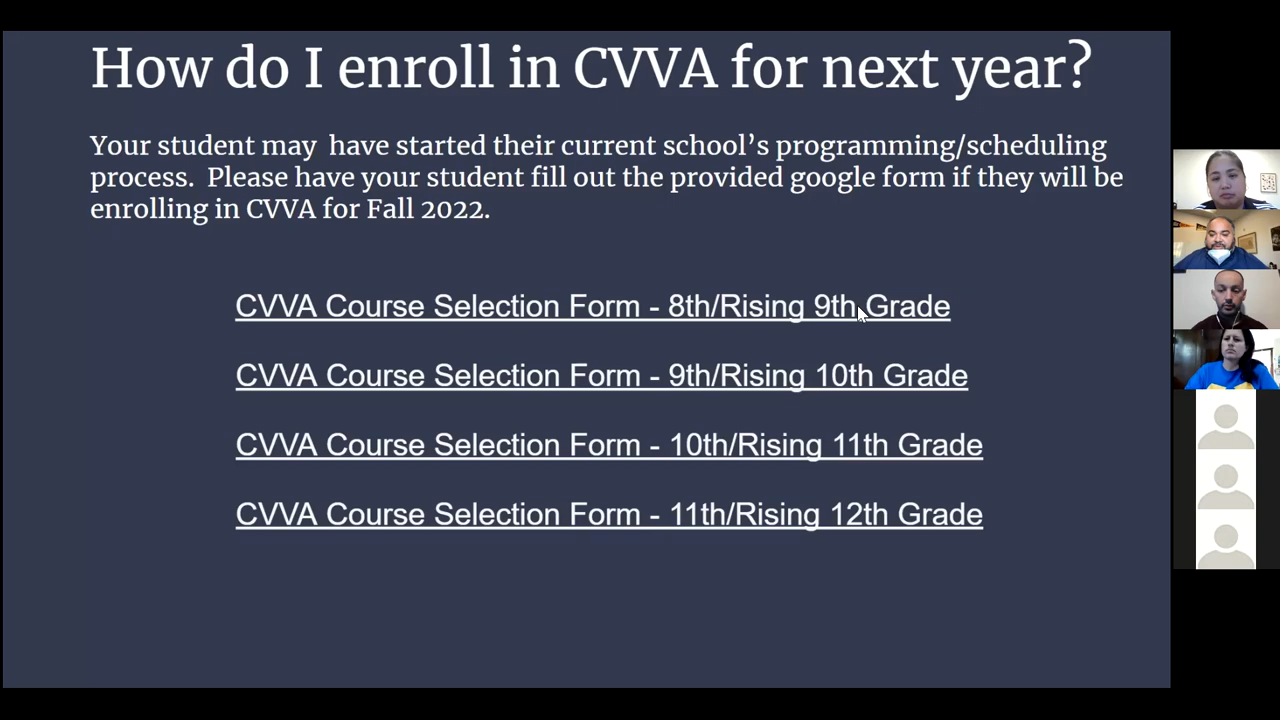 How do I enroll in CVVA for next year?
Your student may  have started their current school’s programming/scheduling
process.  Please have your student fill out the provided google form if they will be
enrolling in CVVA for Fall 2022.
CVVA Course Selection Form - 8th/Rising 9th Grade
CVVA Course Selection Form - 9th/Rising 10th Grade
CVVA Course Selection Form - 10th/Rising 11th Grade
CVVA Course Selection Form - 11th/Rising 12th Grade